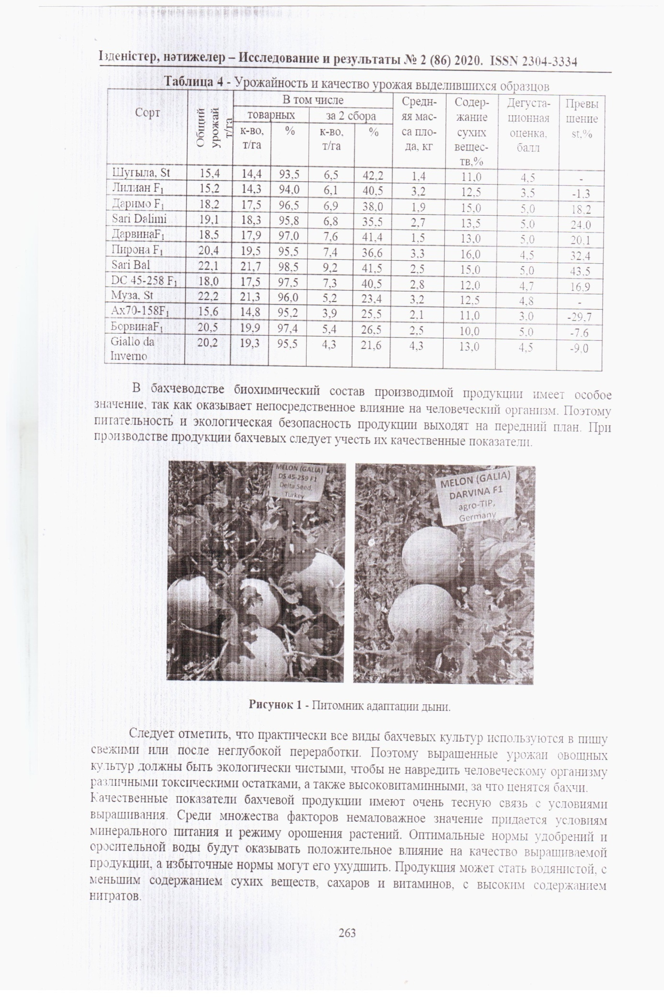 Ізденістер, нәтижелер – Исследование и результаты № 2 (86) 2020. ISSN 2304-3334
Таблица 4 - Урожайность и качество урожая выделившихся образцов
Сорт
Общий урожай т/га
В том числе
товарных
за 2 сбора
к-во, т/га
%
к-во, т/га
%
Средн-
яя мас-
са пло-
да, кг
Содер-
жание
сухих
вещес-
тв,%
Дегуста-
ционная
оценка,
балл
Превы
шение
st,%
Шугыла, St 15,4 14,4 93,5 6,5 42,2 1,4 11,0 4,5 -
Лилиан F1 15,2 14,3 94,0 6,1 40,5 3,2 12,5 3,5 -1,3
Даримо F1 18,2 17,5 96,5 6,9 38,0 1,9 15,0 5,0 18,2
Sari Dalimi 19,1 18,3 95,8 6,8 35,5 2,7 13,5 5,0 24,0
ДарвинаF1 18,5 17,9 97,0 7,6 41,4 1,5 13,0 5,0 20,1
Пирона F1 20,4 19,5 95,5 7,4 36,6 3,3 16,0 4,5 32,4
Sari Bal 22,1 21,7 98,5 9,2 41,5 2,5 15,0 5,0 43,5
DC 45-258 F1 18,0 17,5 97,5 7,3 40,5 2,8 12,0 4,7 16,9
Муза, St 22,2 21,3 96,0 5,2 23,4 3,2 12,5 4,8 -
Ax70-158F1 15,6 14,8 95,2 3,9 25,5 2,1 11,0 3,0 -29,7
БорвинаF1 20,5 19,9 97,4 5,4 26,5 2,5 10,0 5,0 -7,6
Giallo da 20,2 19,3 95,5 4,3 21,6 4,3 13,0 4,5 -9,0
Inverno
В бахчеводстве биохимический состав производимой продукции имеет особое
значение, так как оказывает непосредственное влияние на человеческий организм. Поэтому
питательность и экологическая безопасность продукции выходят на передний план. При
производстве продукции бахчевых следует учесть их качественные показатели.
MELON (GALIA)
DS 45-259 F1
Delta Seed,
Turkey
MELON (GALIA)
DARVINA F1
agro-TIP,
Germany
Рисунок 1 - Питомник адаптации дыни.
Следует отметить, что практически все виды бахчевых культур используются в пищу
свежими или после неглубокой переработки. Поэтому выращенные урожаи овощных
культур должны быть экологически чистыми, чтобы не навредить человеческому организму
различными токсическими остатками, а также высоковитаминными, за что ценятся бахчи.
Качественные показатели бахчевой продукции имеют очень тесную связь с условиями
выращивания. Среди множества факторов немаловажное значение придается условиям
минерального питания и режиму орошения растений. Оптимальные нормы удобрений и
оросительной воды будут оказывать положительное влияние на качество выращиваемой
продукции, а избыточные нормы могут его ухудшить. Продукция может стать водянистой, с
меньшим содержанием сухих веществ, сахаров и витаминов, с высоким содержанием
нитратов.
263